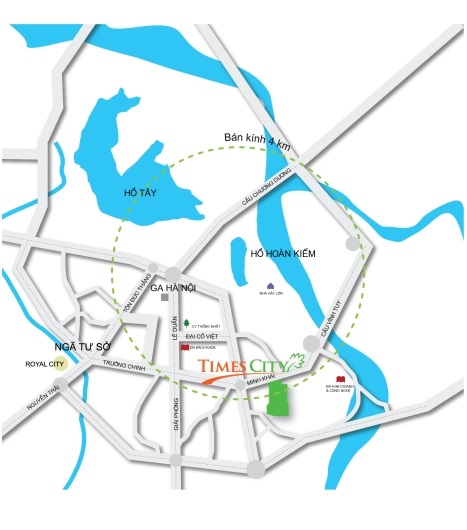 Bán kính 4 km
CẦU CHƯƠNG DƯƠNG
HỒ TÂY
HỒ HOÀN KIẾM
TÔN ĐỨC THẮNG
GA HÀ NỘI
NHÀ HÁT LỚN
LÊ DUẨN
CV THỐNG NHẤT
CẦU VĨNH TUY
ĐẠI CỒ VIỆT
NGÃ TƯ SỞ
ĐH BÁCH KHOA
ROYAL CITY
TRƯỜNG CHINH
TIMES CITY
MINH KHAI
ĐH KINH DOANH
& CÔNG NGHỆ
NGUYỄN TRÃI
GIẢI PHÓNG